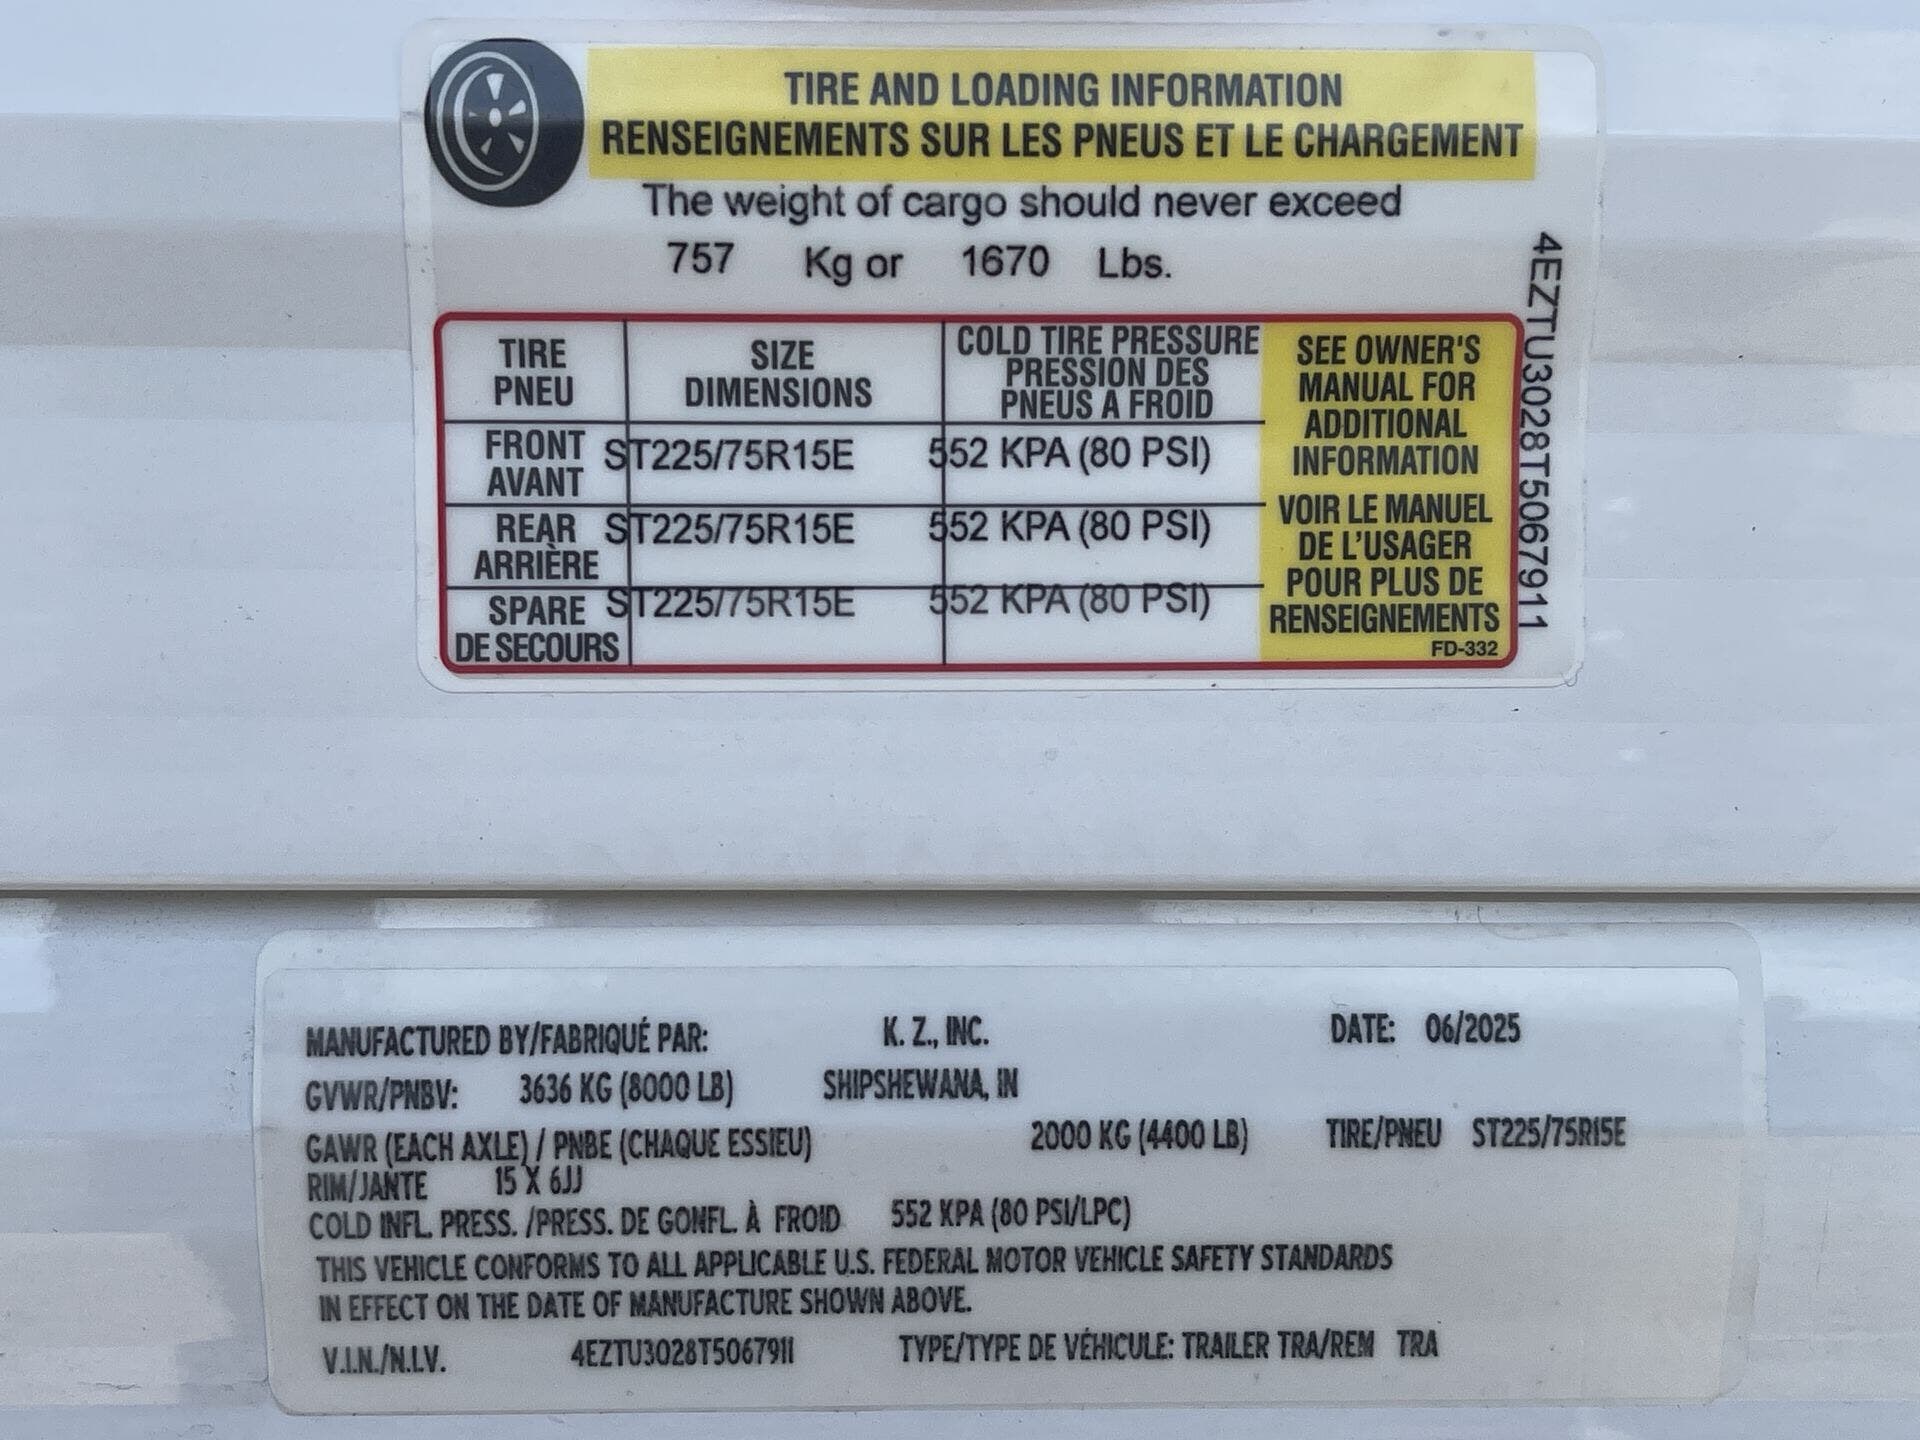 TIRE AND LOADING INFORMATION
RENSEIGNEMENTS SUR LES PNEUS ET LE CHARGEMENT
The weight of cargo should never exceed
757 Kg or 1670 Lbs.
TIRE PNEU SIZE DIMENSIONS COLD TIRE PRESSURE PRESSION DES PNEUS A FROID
FRONT AVANT ST225/75R15E 552 KPA (80 PSI)
REAR ARRIÈRE ST225/75R15E 552 KPA (80 PSI)
SPARE DE SECOURS ST225/75R15E 552 KPA (80 PSI)
SEE OWNER'S
MANUAL FOR
ADDITIONAL
INFORMATION
VOIR LE MANUEL
DE L'USAGER
POUR PLUS DE
RENSEIGNEMENTS
FD-332
4EZTU3028T5067911
MANUFACTURED BY/FABRIQUÉ PAR: K. Z., INC. DATE: 06/2025
GVWR/PNBV: 3636 KG (8000 LB) SHIPSHEWANA, IN
GAWR (EACH AXLE) / PNBE (CHAQUE ESSIEU) 2000 KG (4400 LB) TIRE/PNEU ST225/75R15E
RIM/JANTE 15 X 6JJ
COLD INFL. PRESS. /PRESS. DE GONFL. À FROID 552 KPA (80 PSI/LPC)
THIS VEHICLE CONFORMS TO ALL APPLICABLE U.S. FEDERAL MOTOR VEHICLE SAFETY STANDARDS
IN EFFECT ON THE DATE OF MANUFACTURE SHOWN ABOVE.
V.I.N./N.I.V. 4EZTU3028T5067911 TYPE/TYPE DE VÉHICULE: TRAILER TRA/REM TRA